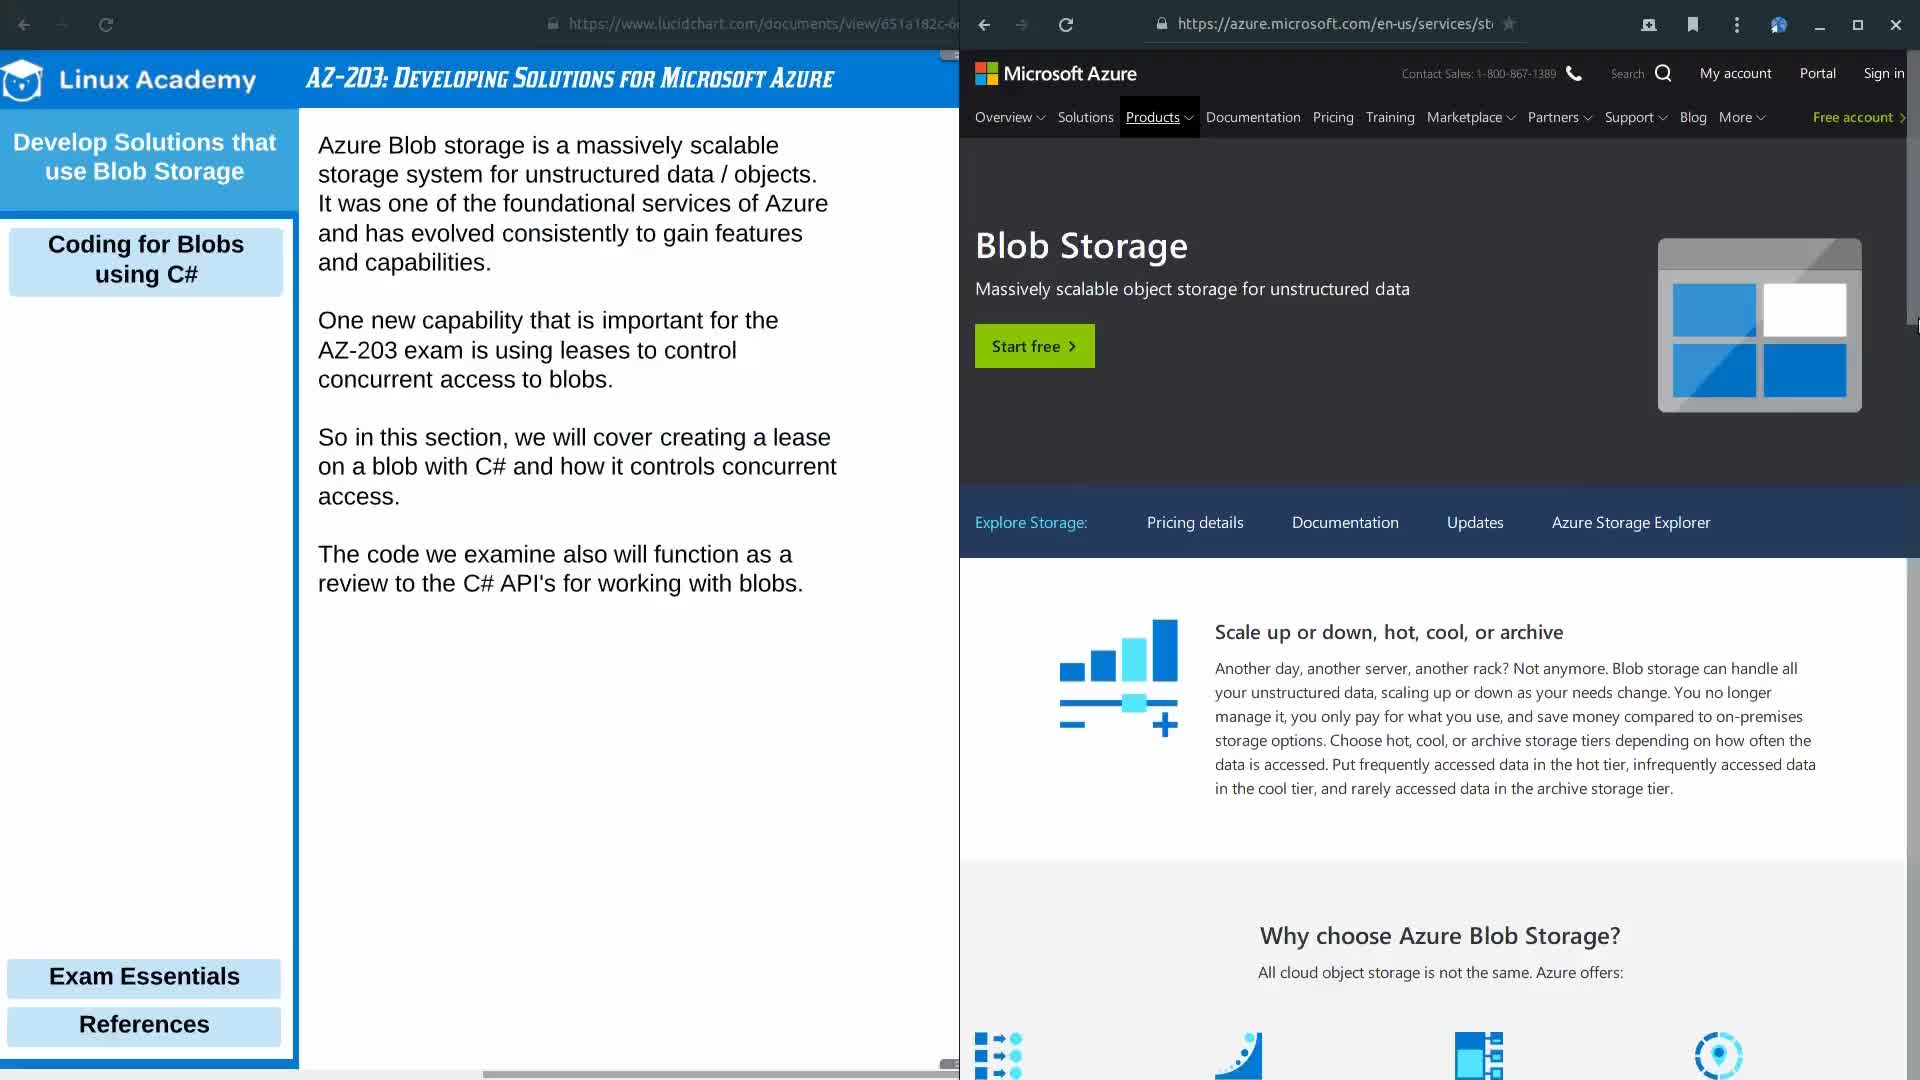 https://www.lucidchart.com/documents/view/651a182c-6
Linux Academy
AZ-203: Developing Solutions for Microsoft Azure
Develop Solutions that
use Blob Storage
Coding for Blobs
using C#
Exam Essentials
References
Azure Blob storage is a massively scalable
storage system for unstructured data / objects.
It was one of the foundational services of Azure
and has evolved consistently to gain features
and capabilities.
One new capability that is important for the
AZ-203 exam is using leases to control
concurrent access to blobs.
So in this section, we will cover creating a lease
on a blob with C# and how it controls concurrent
access.
The code we examine also will function as a
review to the C# API's for working with blobs.
https://azure.microsoft.com/en-us/services/st
Microsoft Azure
Contact Sales: 1-800-867-1389
Search
My account
Portal
Sign in
Overview
Solutions
Products
Documentation
Pricing
Training
Marketplace
Partners
Support
Blog
More
Free account
Blob Storage
Massively scalable object storage for unstructured data
Start free
Explore Storage:
Pricing details
Documentation
Updates
Azure Storage Explorer
Scale up or down, hot, cool, or archive
Another day, another server, another rack? Not anymore. Blob storage can handle all
your unstructured data, scaling up or down as your needs change. You no longer
manage it, you only pay for what you use, and save money compared to on-premises
storage options. Choose hot, cool, or archive storage tiers depending on how often the
data is accessed. Put frequently accessed data in the hot tier, infrequently accessed data
in the cool tier, and rarely accessed data in the archive storage tier.
Why choose Azure Blob Storage?
All cloud object storage is not the same. Azure offers: